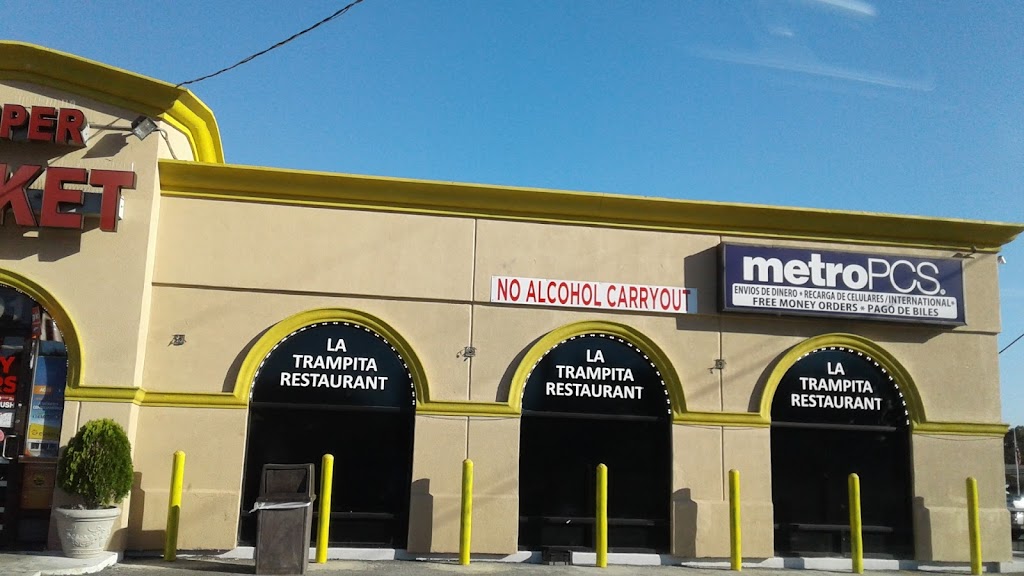 PER
KET
NO ALCOHOL CARRYOUT
metroPCS.
ENVIOS DE DINERO * RECARGA DE CELULARES / INTERNATIONAL*
FREE MONEY ORDERS * PAGÓ DE BILES
LA
TRAMPITA
RESTAURANT
LA
TRAMPITA
RESTAURANT
LA
TRAMPITA
RESTAURANT